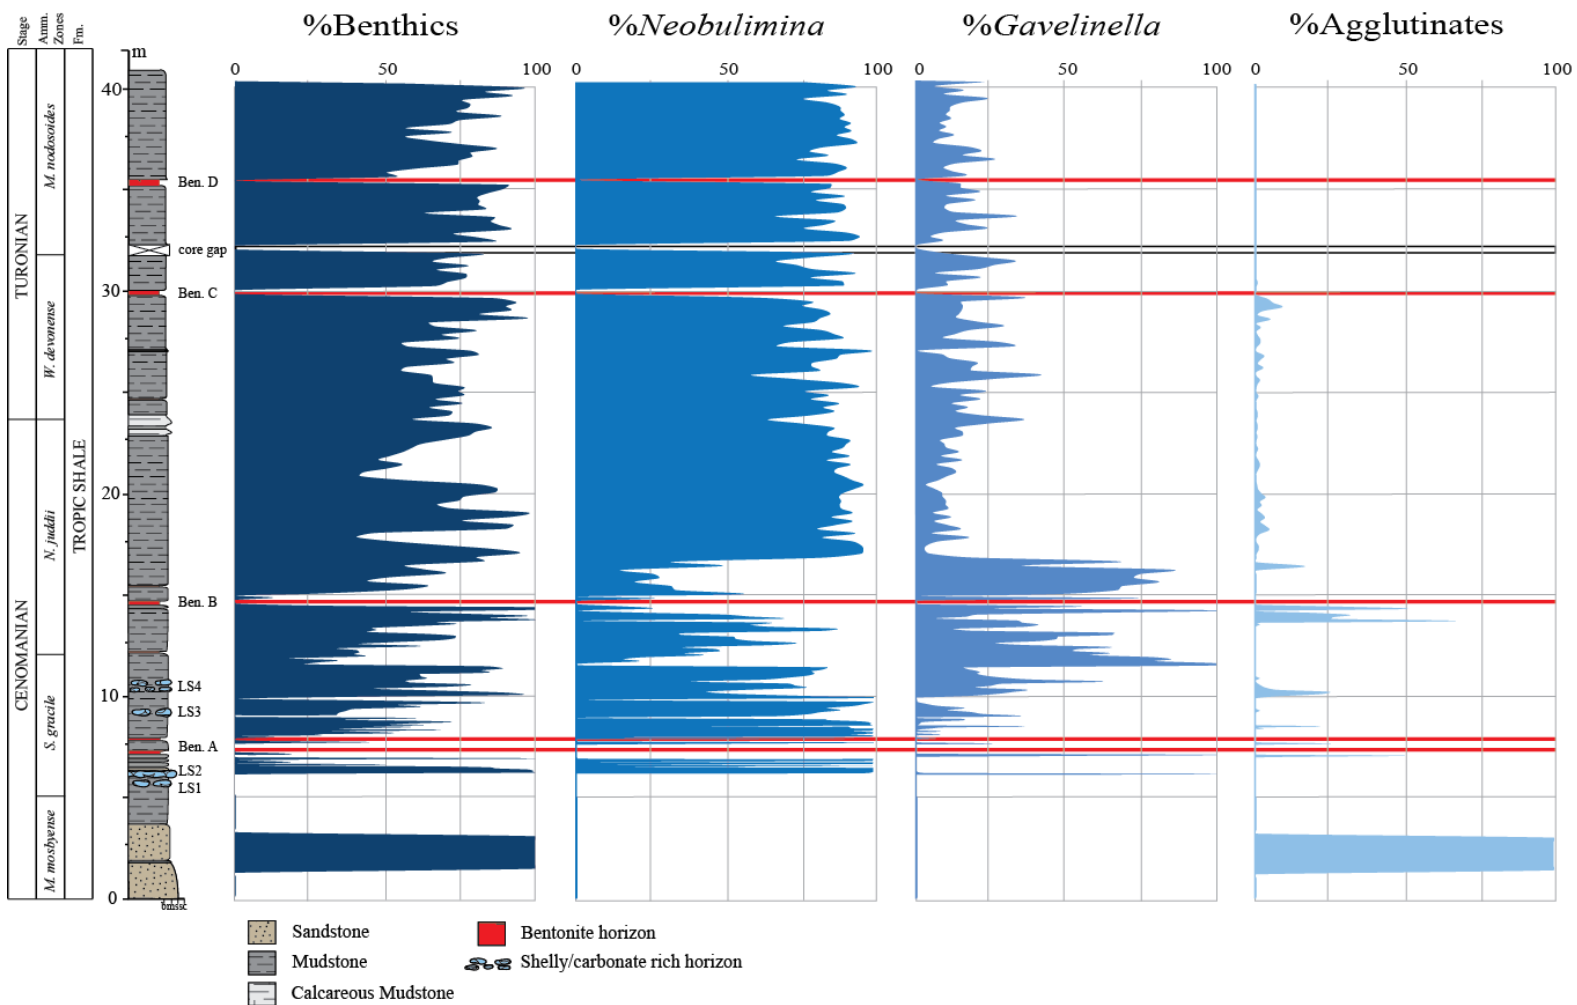 Stage
Amm. Zones
Fm.
%Benthics
%Neobulimina
%Gavelinella
%Agglutinates
m
0 50 100
0 50 100
0 50 100
0 50 100
40
30
20
10
0
TURONIAN
CENOMANIAN
M. nodosoides
W. devonense
N. juddii
S. gracile
M. mosbyense
TROPIC SHALE
Ben. D
core gap
Ben. C
Ben. B
LS4
LS3
Ben. A
LS2
LS1
Sandstone
Mudstone
Calcareous Mudstone
Bentonite horizon
Shelly/carbonate rich horizon